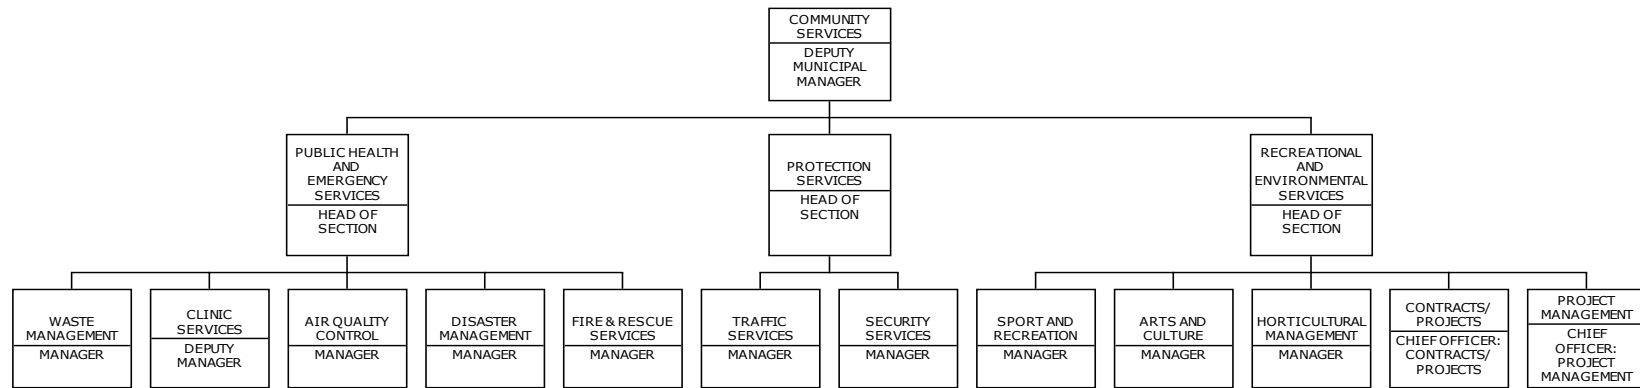 COMMUNITY
SERVICES
DEPUTY
MUNICIPAL
MANAGER
PUBLIC HEALTH
AND
EMERGENCY
SERVICES
HEAD OF
SECTION
PROTECTION
SERVICES
HEAD OF
SECTION
RECREATIONAL
AND
ENVIRONMENTAL
SERVICES
HEAD OF
SECTION
WASTE
MANAGEMENT
MANAGER
CLINIC
SERVICES
DEPUTY
MANAGER
AIR QUALITY
CONTROL
MANAGER
DISASTER
MANAGEMENT
MANAGER
FIRE & RESCUE
SERVICES
MANAGER
TRAFFIC
SERVICES
MANAGER
SECURITY
SERVICES
MANAGER
SPORT AND
RECREATION
MANAGER
ARTS AND
CULTURE
MANAGER
HORTICULTURAL
MANAGEMENT
MANAGER
CONTRACTS/
PROJECTS
CHIEF OFFICER:
CONTRACTS/
PROJECTS
PROJECT
MANAGEMENT
CHIEF
OFFICER:
PROJECT
MANAGEMENT